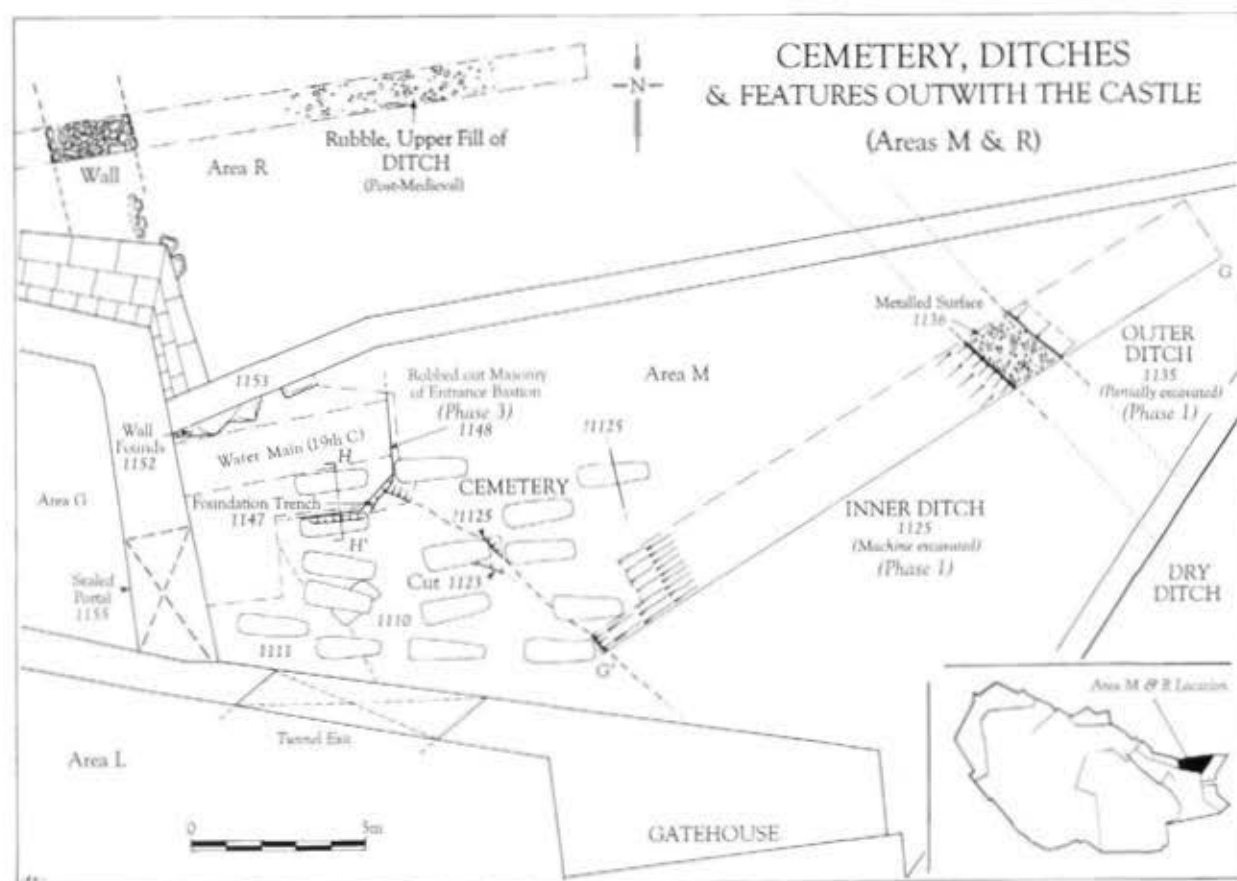 CEMETERY, DITCHES
& FEATURES OUTWITH THE CASTLE
(Areas M & R)
N
Rubble, Upper Fill of
DITCH
(Post-Medieval)
Wall
Area R
Metalled Surface
1136
G
OUTER
DITCH
1135
(Partially excavated)
(Phase 1)
Robbed out Masonry
of Entrance Bastion
(Phase 3)
1148
Area M
1153
Wall
Founds
1152
Water Main (19th C)
H
!1125
Area G
Foundation Trench
1147
CEMETERY
!1125
INNER DITCH
1125
(Machine excavated)
(Phase 1)
H'
Cut 1123
DRY
DITCH
Sealed
Portal
1155
1110
1111
G'
Area M & R Location
Tunnel Exit
Area L
0 5m
GATEHOUSE